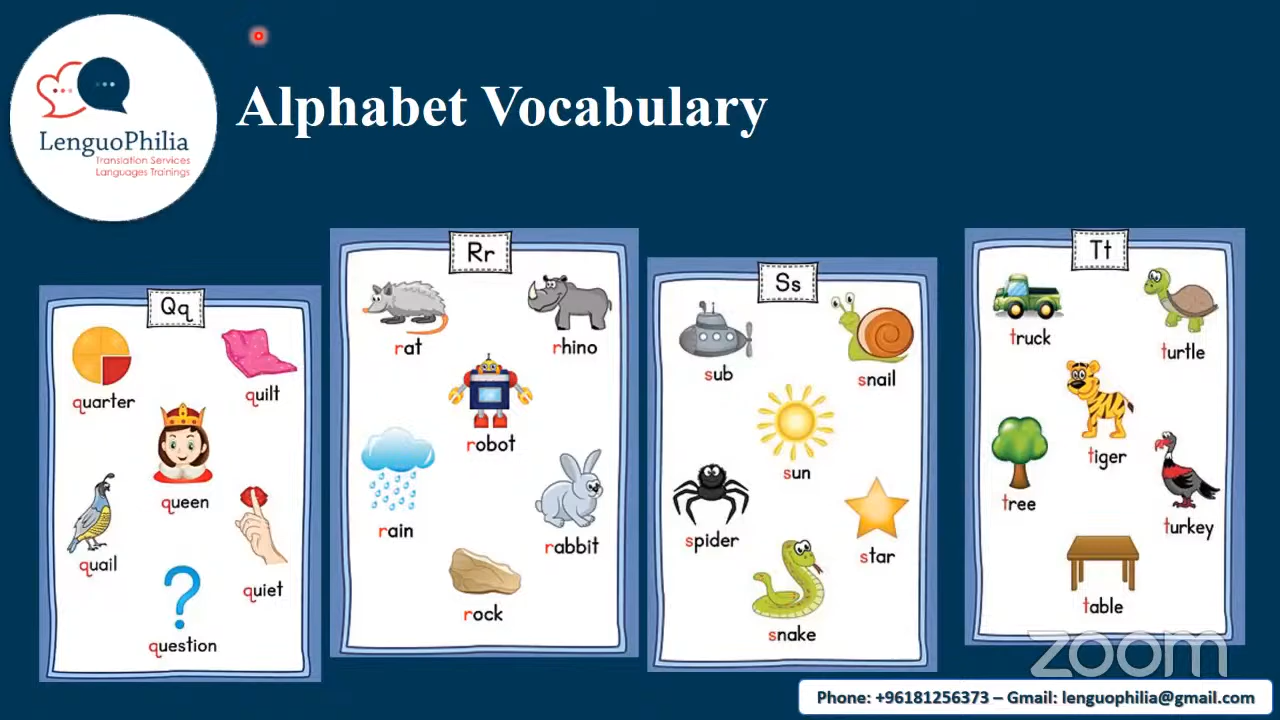 LenguoPhilia
Translation Services
Languages Trainings
Alphabet Vocabulary
Qq
quarter
quilt
queen
quail
quiet
question
Rr
rat
rhino
robot
rain
rabbit
rock
Ss
sub
snail
sun
spider
star
snake
Tt
truck
turtle
tiger
tree
turkey
table
zoom
Phone: +96181256373 – Gmail: lenguophilia@gmail.com